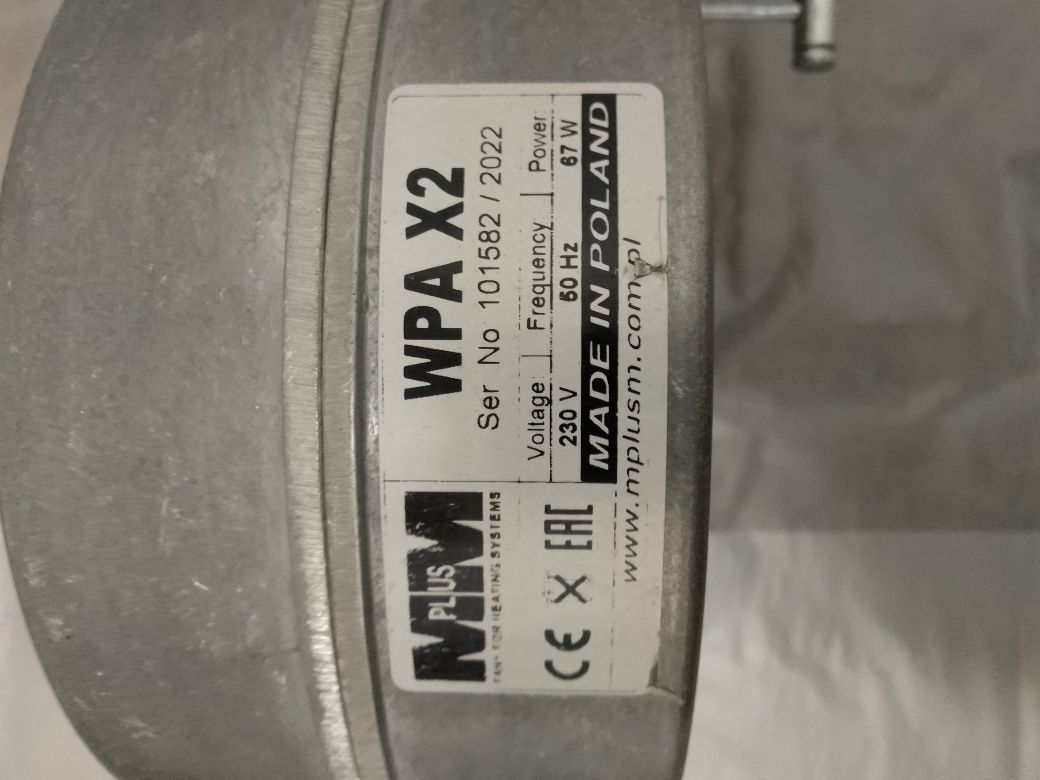 M PLUS M
FANS FOR HEATING SYSTEMS
CE EAC
WPA X2
Ser No 101582 / 2022
Voltage: Frequency: Power:
230 V 50 Hz 67 W
MADE IN POLAND
www.mplusm.com.pl